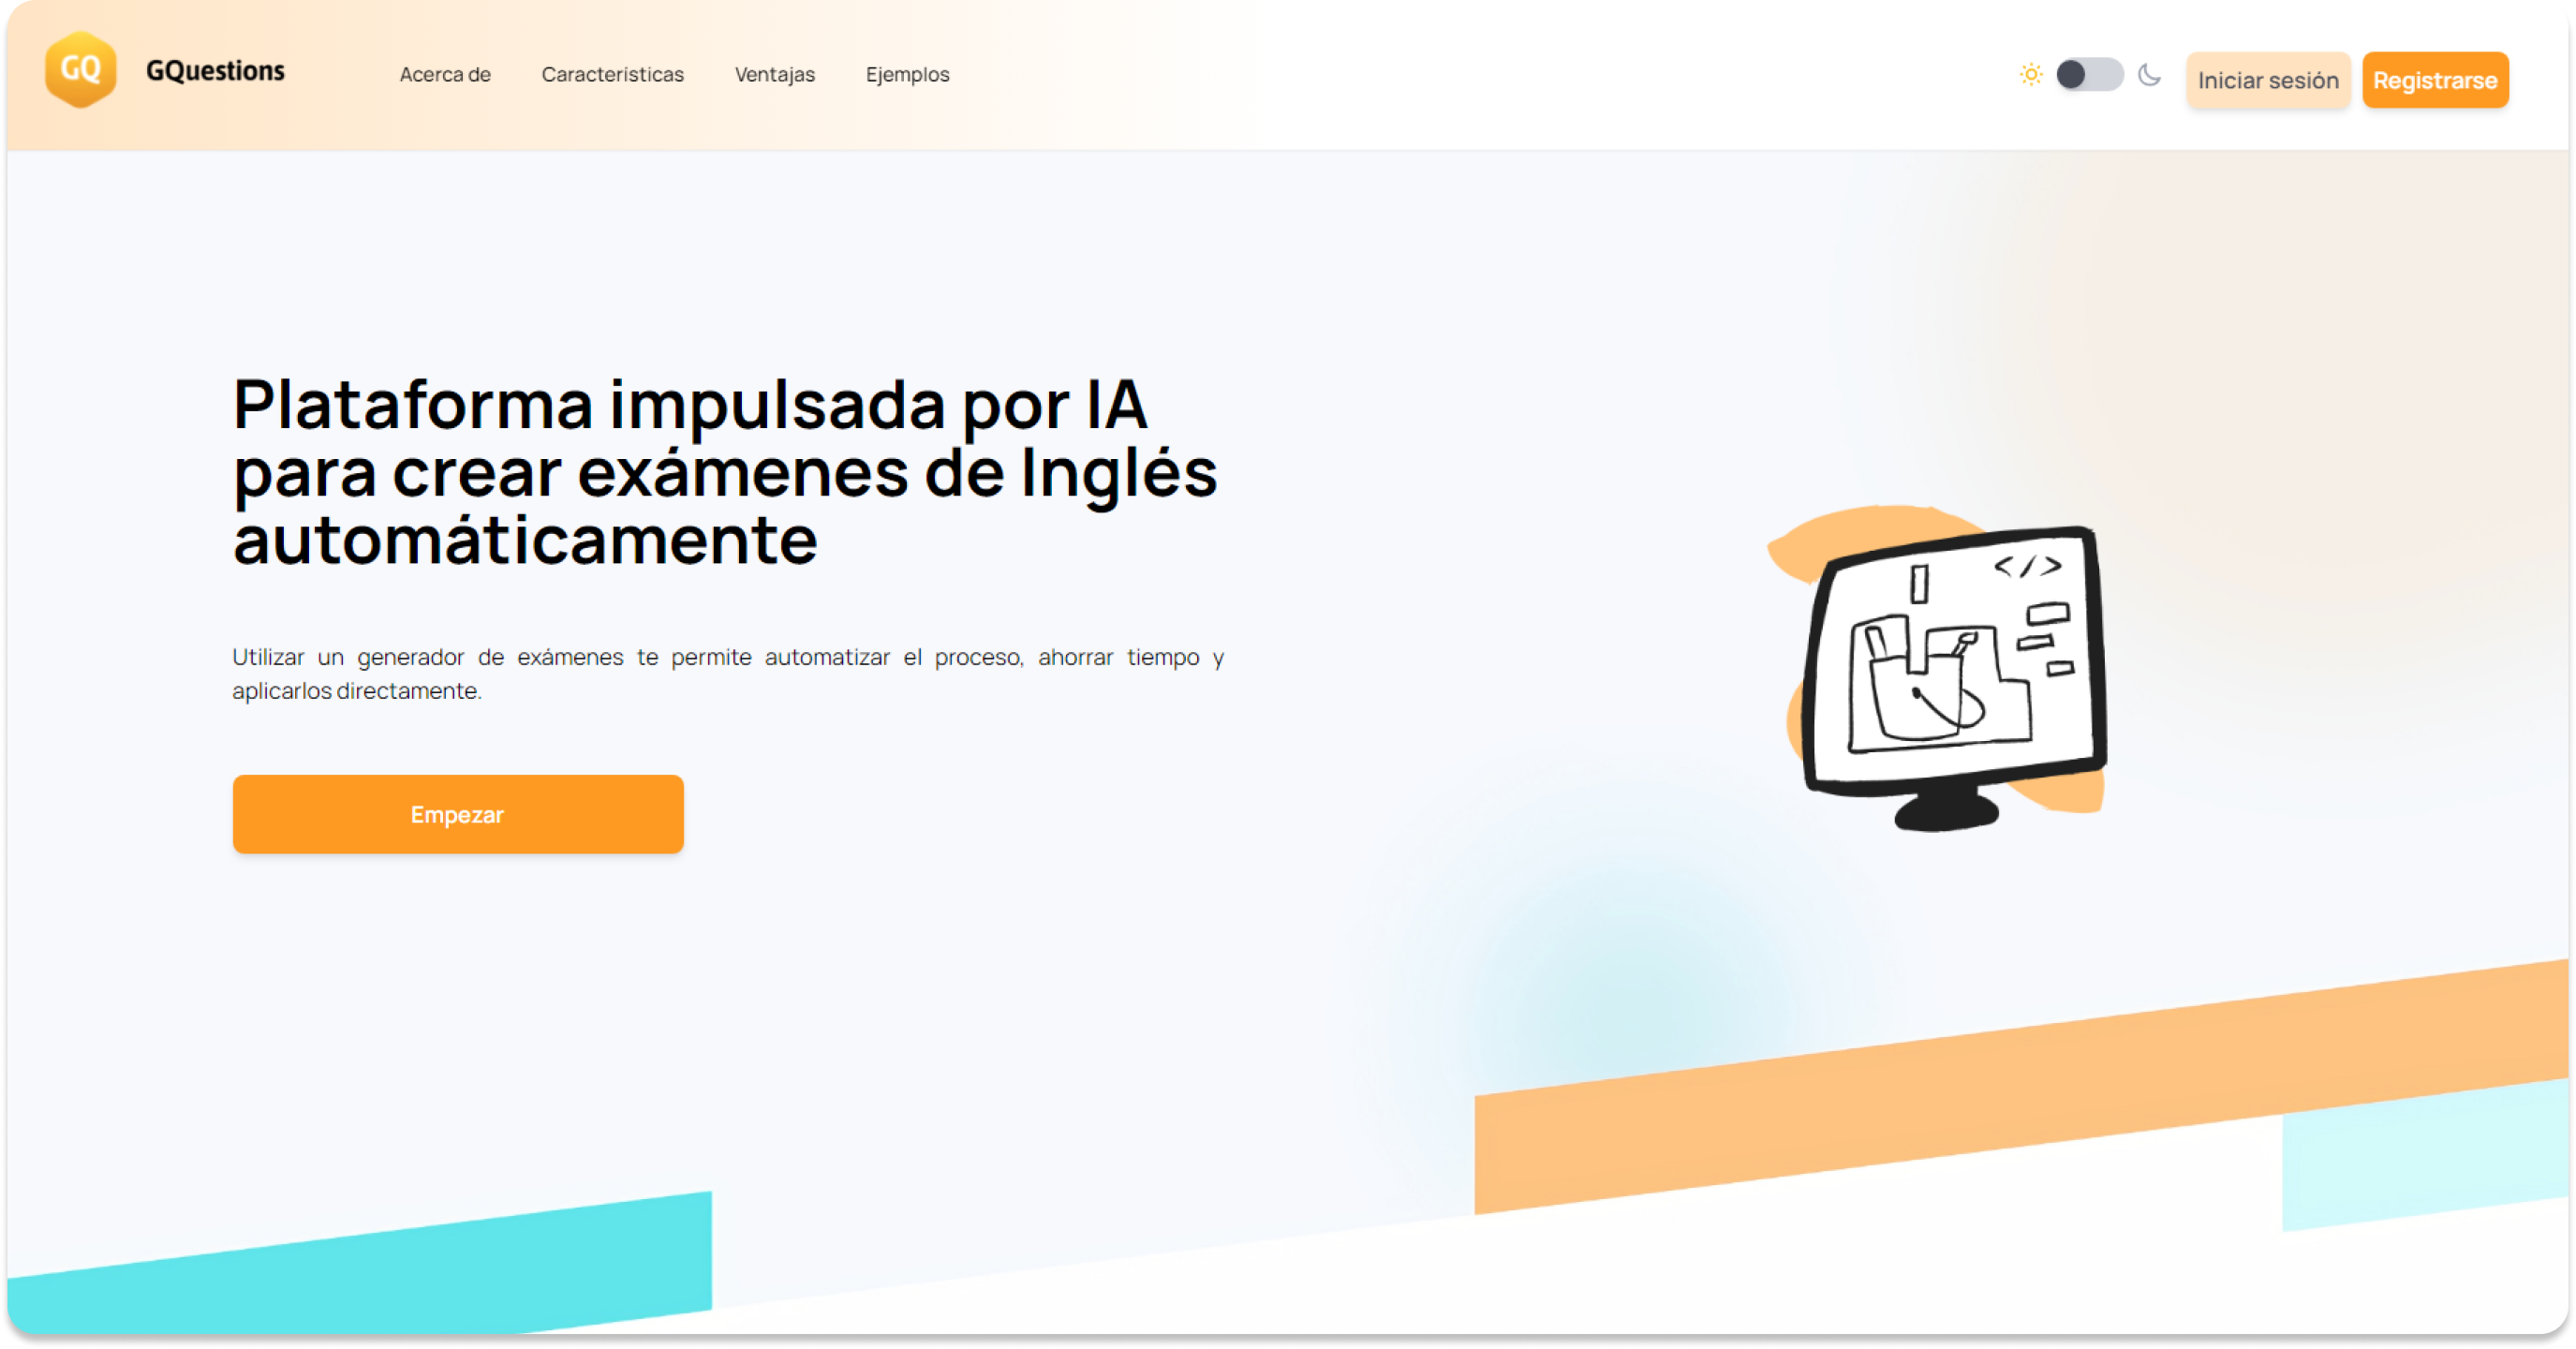 GQ
GQuestions
Acerca de
Características
Ventajas
Ejemplos
Iniciar sesión
Registrarse
Plataforma impulsada por IA
para crear exámenes de Inglés
automáticamente
</>
Utilizar un generador de exámenes te permite automatizar el proceso, ahorrar tiempo y
aplicarlos directamente.
Empezar